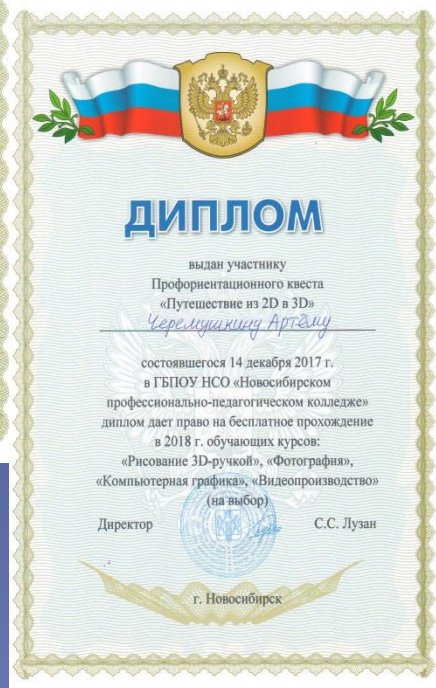 ДИПЛОМ
выдан участнику
Профориентационного квеста
«Путешествие из 2D в 3D»
Черемушкину Артёму
состоявшегося 14 декабря 2017 г.
в ГБПОУ НСО «Новосибирском
профессионально-педагогическом колледже»
диплом дает право на бесплатное прохождение
в 2018 г. обучающих курсов:
«Рисование 3D-ручкой», «Фотография»,
«Компьютерная графика», «Видеопроизводство»
(на выбор)
Директор С.С. Лузан
г. Новосибирск